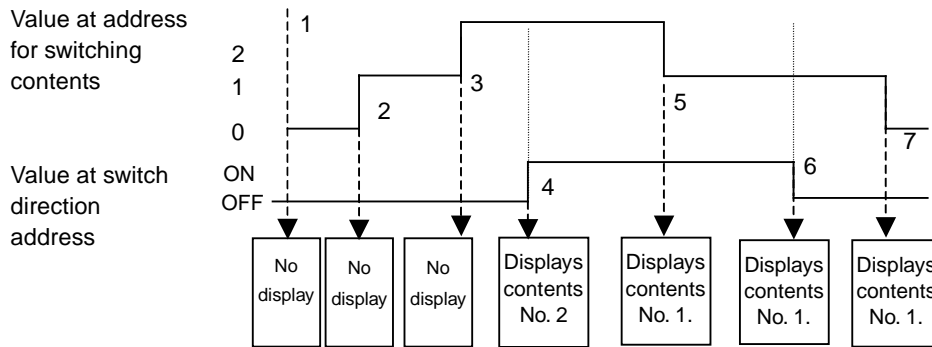 Value at address
for switching
contents
2
1
0
1
2
3
5
7
Value at switch
direction
address
ON
OFF
4
6
No
display
No
display
No
display
Displays
contents
No. 2
Displays
contents
No. 1.
Displays
contents
No. 1.
Displays
contents
No. 1.